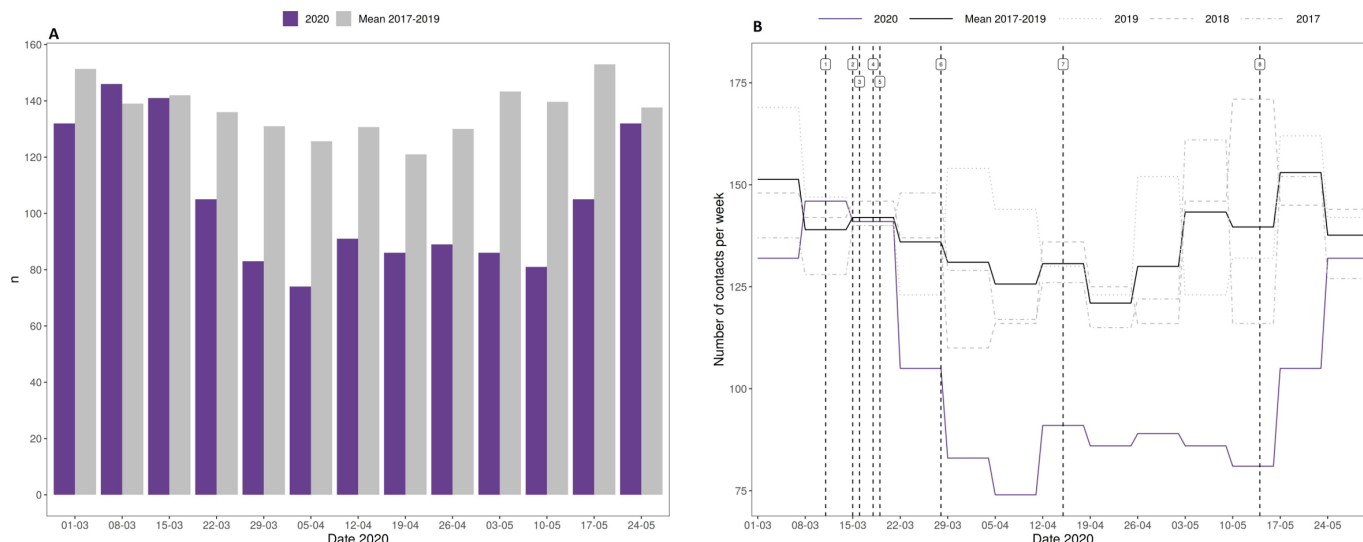 2020 Mean 2017-2019
A
160
140
120
100
80
60
40
20
0
n
01-03 08-03 15-03 22-03 29-03 05-04 12-04 19-04 26-04 03-05 10-05 17-05 24-05
Date 2020
2020 Mean 2017-2019 2019 2018 2017
B
1 2 4 6 7 8
3 5
175
150
125
100
75
Number of contacts per week
01-03 08-03 15-03 22-03 29-03 05-04 12-04 19-04 26-04 03-05 10-05 17-05 24-05
Date 2020